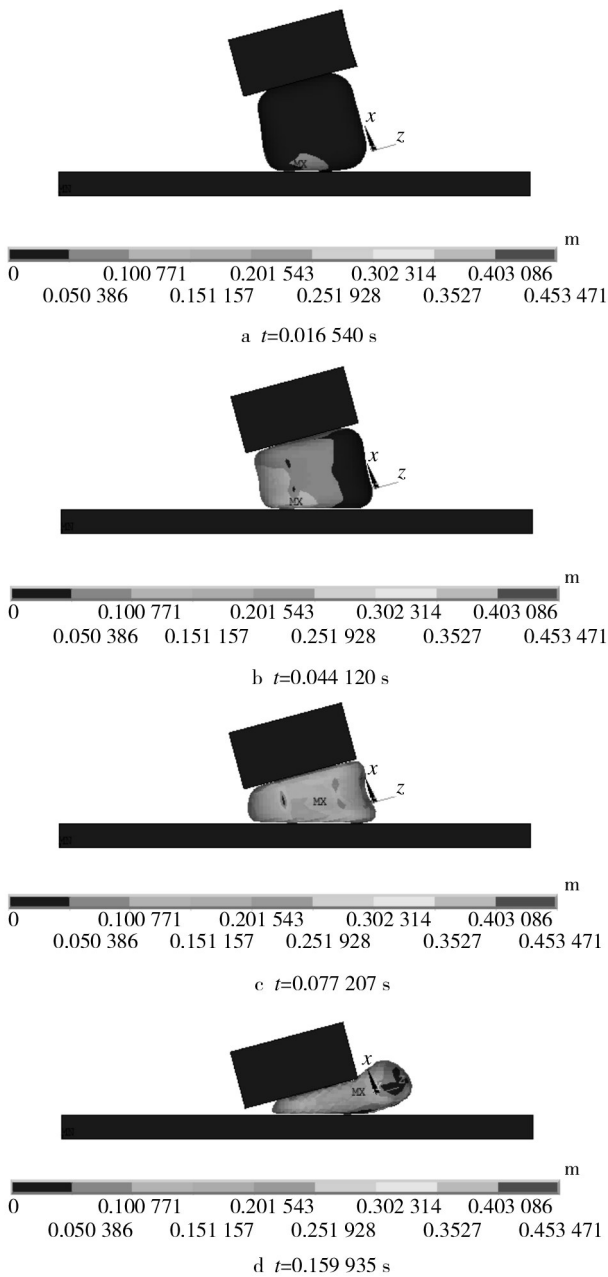 x
z
MX
m
0 0.100 771 0.201 543 0.302 314 0.403 086
0.050 386 0.151 157 0.251 928 0.3527 0.453 471
a t=0.016 540 s
x
z
MX
m
0 0.100 771 0.201 543 0.302 314 0.403 086
0.050 386 0.151 157 0.251 928 0.3527 0.453 471
b t=0.044 120 s
x
z
MX
m
0 0.100 771 0.201 543 0.302 314 0.403 086
0.050 386 0.151 157 0.251 928 0.3527 0.453 471
c t=0.077 207 s
x
MX
m
0 0.100 771 0.201 543 0.302 314 0.403 086
0.050 386 0.151 157 0.251 928 0.3527 0.453 471
d t=0.159 935 s